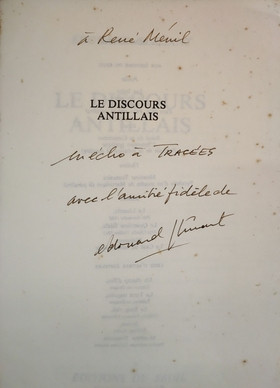 à René Ménil
LE DISCOURS
ANTILLAIS
en écho à TRACÉES
avec l'amitié fidèle de
edouard glissant